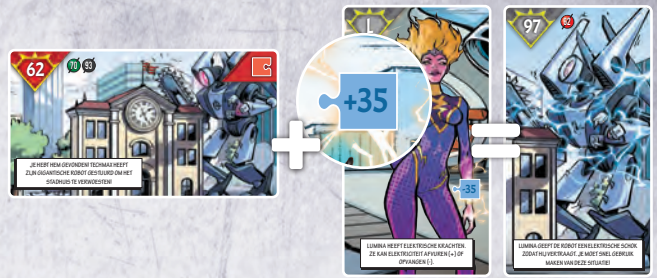 62
70 93
JE HEBT HEM GEVONDEN! TECHMAX HEEFT
ZIJN GIGANTISCHE ROBOT GESTUURD OM HET
STADHUIS TE VERWOESTEN!
+
L
+35
-35
LUMINA HEEFT ELEKTRISCHE KRACHTEN.
ZE KAN ELEKTRICITEIT AFVUREN (+) OF
OPVANGEN (-).
=
97
62
LUMINA GEEFT DE ROBOT EEN ELEKTRISCHE SCHOK
ZODAT HIJ VERTRAAGT. JE MOET SNEL GEBRUIK
MAKEN VAN DEZE SITUATIE!